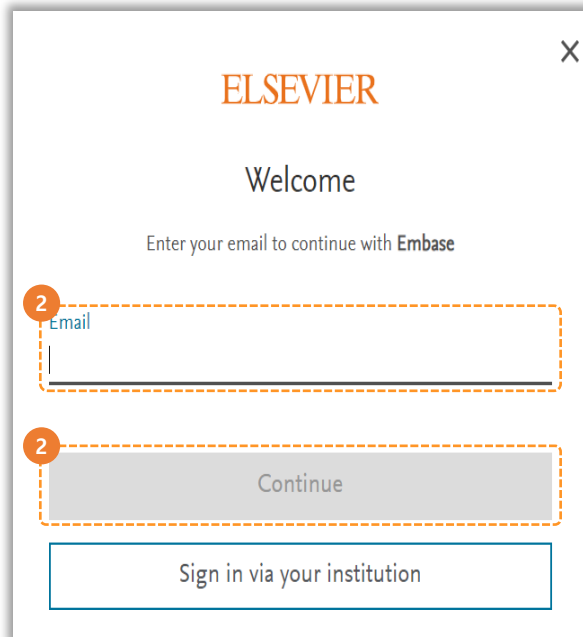 X
ELSEVIER
Welcome
Enter your email to continue with Embase
2
Email
2
Continue
Sign in via your institution